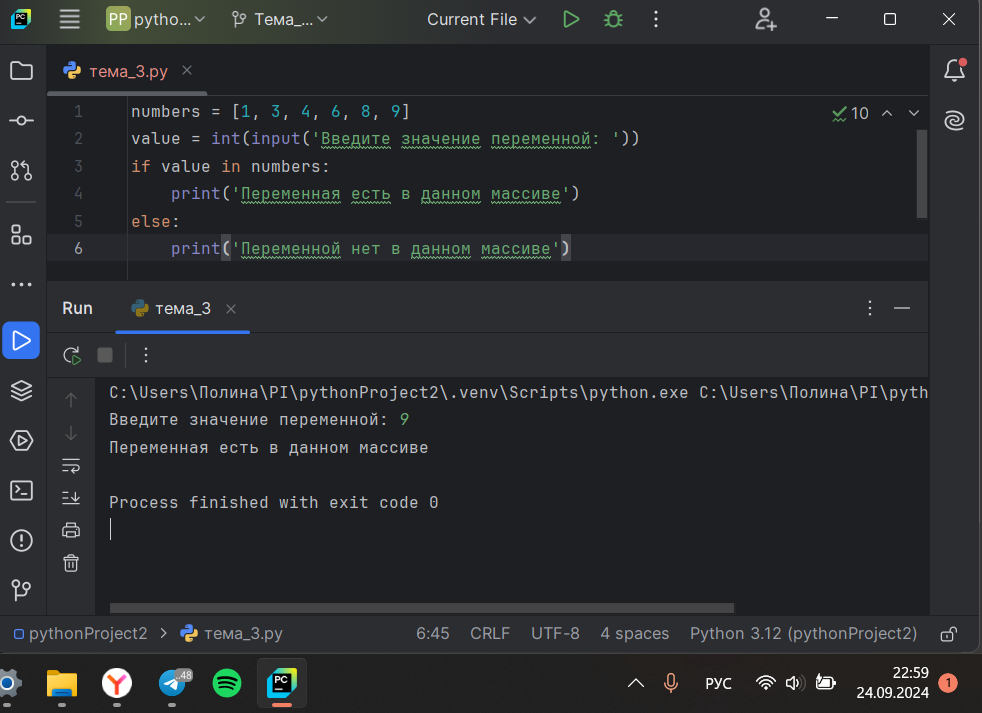 PC PP pytho... Тема_... Current File
тема_3.py
1 numbers = [1, 3, 4, 6, 8, 9] 10
2 value = int(input('Введите значение переменной: '))
3 if value in numbers:
4 print('Переменная есть в данном массиве')
5 else:
6 print('Переменной нет в данном массиве')
Run тема_3
C:\Users\Полина\PI\pythonProject2\.venv\Scripts\python.exe C:\Users\Полина\PI\pyth
Введите значение переменной: 9
Переменная есть в данном массиве
Process finished with exit code 0
pythonProject2 > тема_3.py 6:45 CRLF UTF-8 4 spaces Python 3.12 (pythonProject2)
.48 PC РУС 22:59 1
24.09.2024